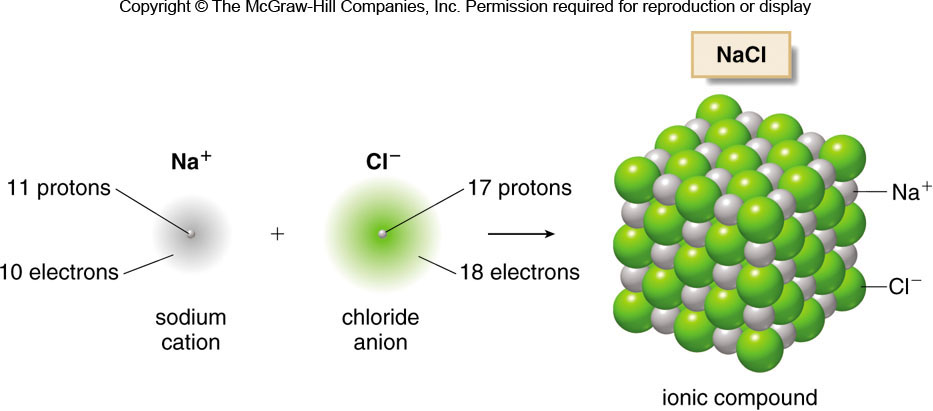 Copyright © The McGraw-Hill Companies, Inc. Permission required for reproduction or display
NaCl
Na⁺
Cl⁻
11 protons
17 protons
Na⁺
+
10 electrons
18 electrons
Cl⁻
sodium
cation
chloride
anion
ionic compound